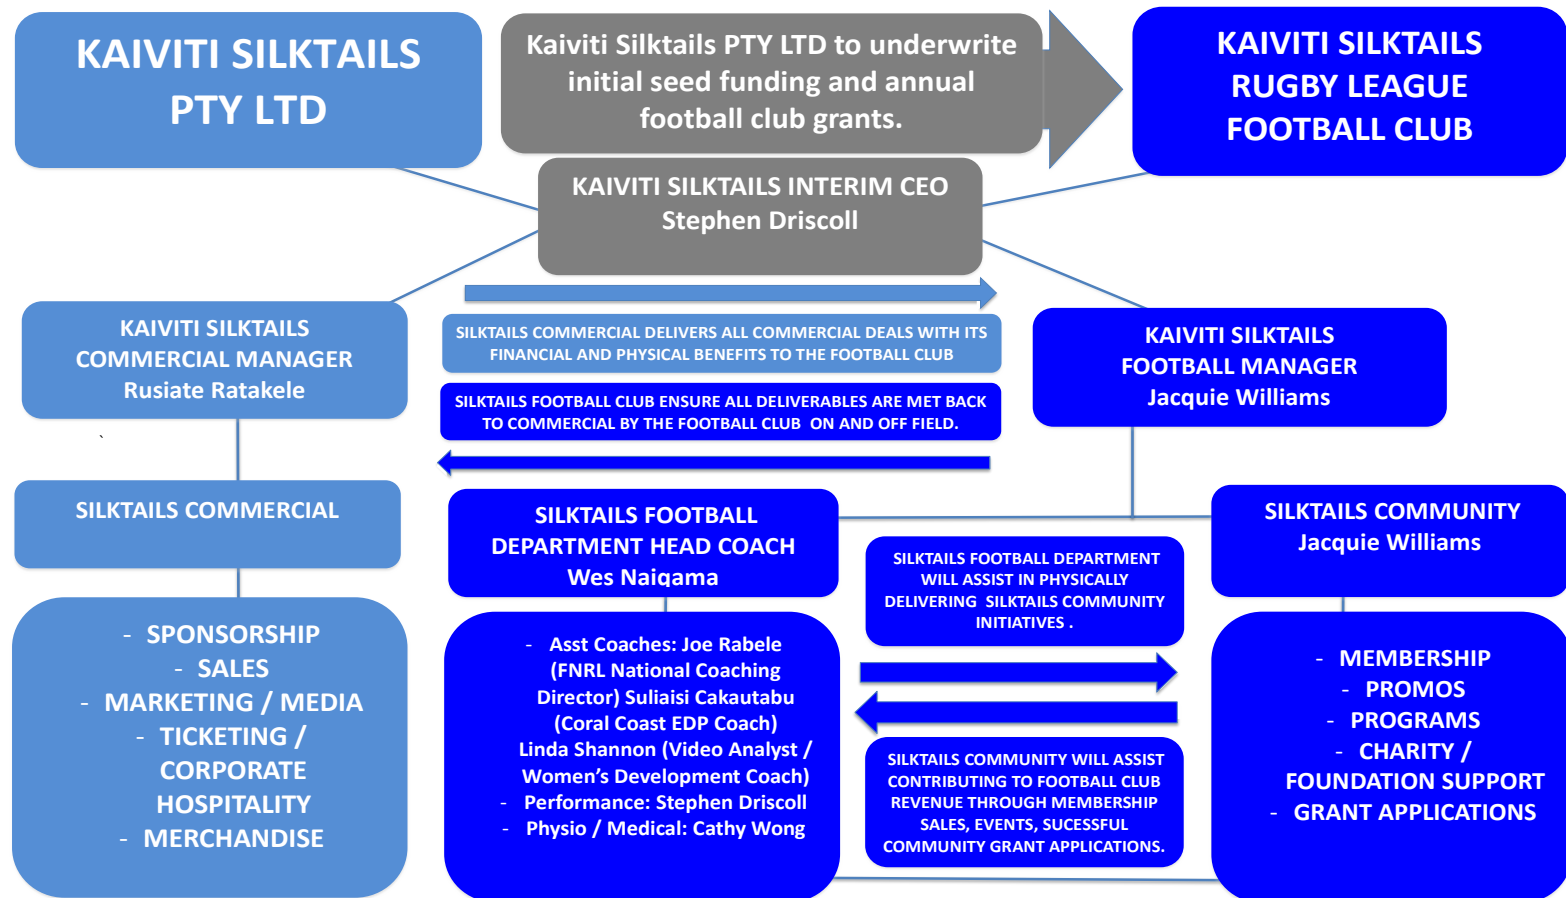 KAIVITI SILKTAILS
PTY LTD
Kaiviti Silktails PTY LTD to underwrite
initial seed funding and annual
football club grants.
KAIVITI SILKTAILS
RUGBY LEAGUE
FOOTBALL CLUB
KAIVITI SILKTAILS INTERIM CEO
Stephen Driscoll
KAIVITI SILKTAILS
COMMERCIAL MANAGER
Rusiate Ratakele
SILKTAILS COMMERCIAL DELIVERS ALL COMMERCIAL DEALS WITH ITS
FINANCIAL AND PHYSICAL BENEFITS TO THE FOOTBALL CLUB
SILKTAILS FOOTBALL CLUB ENSURE ALL DELIVERABLES ARE MET BACK
TO COMMERCIAL BY THE FOOTBALL CLUB ON AND OFF FIELD.
KAIVITI SILKTAILS
FOOTBALL MANAGER
Jacquie Williams
`
SILKTAILS COMMERCIAL
SILKTAILS FOOTBALL
DEPARTMENT HEAD COACH
Wes Naiqama
SILKTAILS COMMUNITY
Jacquie Williams
- SPONSORSHIP
- SALES
- MARKETING / MEDIA
- TICKETING /
CORPORATE
HOSPITALITY
- MERCHANDISE
- Asst Coaches: Joe Rabele
(FNRL National Coaching
Director) Suliaisi Cakautabu
(Coral Coast EDP Coach)
Linda Shannon (Video Analyst /
Women’s Development Coach)
- Performance: Stephen Driscoll
- Physio / Medical: Cathy Wong
SILKTAILS FOOTBALL DEPARTMENT
WILL ASSIST IN PHYSICALLY
DELIVERING SILKTAILS COMMUNITY
INITIATIVES .
SILKTAILS COMMUNITY WILL ASSIST
CONTRIBUTING TO FOOTBALL CLUB
REVENUE THROUGH MEMBERSHIP
SALES, EVENTS, SUCESSFUL
COMMUNITY GRANT APPLICATIONS.
- MEMBERSHIP
- PROMOS
- PROGRAMS
- CHARITY /
FOUNDATION SUPPORT
- GRANT APPLICATIONS